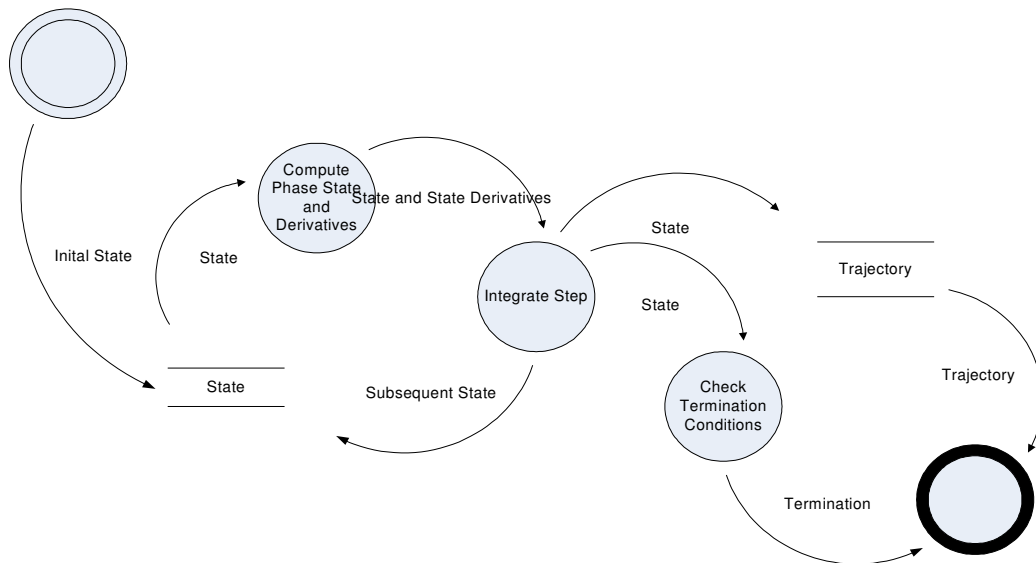 Compute
Phase State
and
Derivatives
State and State Derivatives
Inital State
State
State
Integrate Step
State
Trajectory
State
Subsequent State
Check
Termination
Conditions
Trajectory
Termination